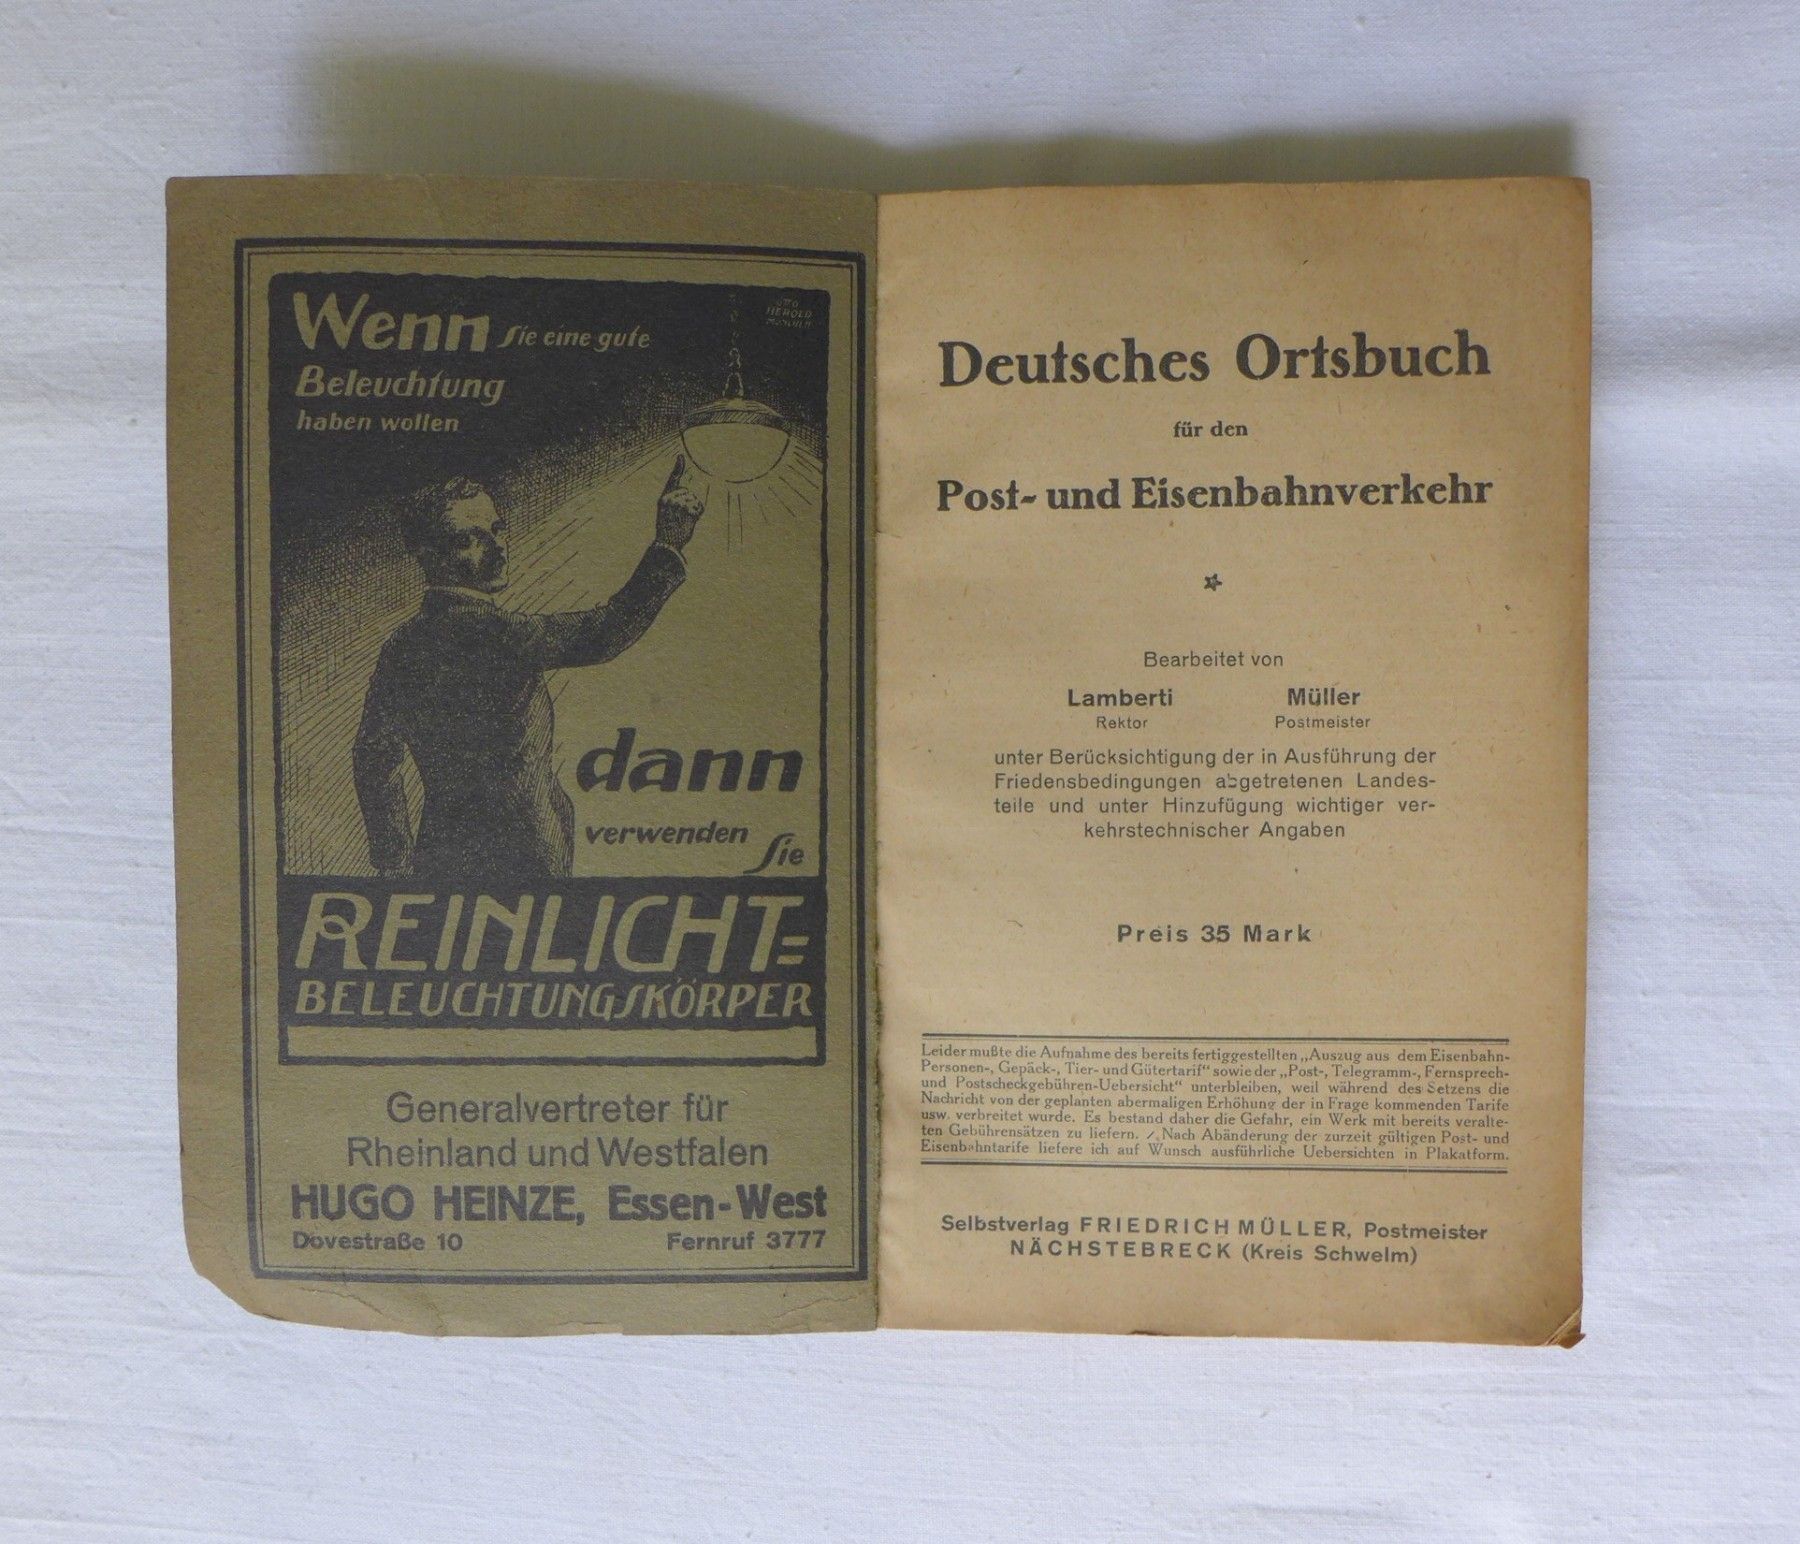 Wenn Sie eine gute
Beleuchtung
haben wollen
OTTO
HEROLD
dann
verwenden Sie
REINLICHT=
BELEUCHTUNGSKÖRPER
Generalvertreter für
Rheinland und Westfalen
HUGO HEINZE, Essen-West
Dovestraße 10 Fernruf 3777
Deutsches Ortsbuch
für den
Post- und Eisenbahnverkehr
Bearbeitet von
Lamberti Müller
Rektor Postmeister
unter Berücksichtigung der in Ausführung der
Friedensbedingungen abgetretenen Landes-
teile und unter Hinzufügung wichtiger ver-
kehrstechnischer Angaben
Preis 35 Mark
Leider mußte die Aufnahme des bereits fertiggestellten „Auszug aus dem Eisenbahn-
Personen-, Gepäck-, Tier- und Gütertarif“ sowie der „Post-, Telegramm-, Fernsprech-
und Postscheckgebühren-Uebersicht“ unterbleiben, weil während des Setzens die
Nachricht von der geplanten abermaligen Erhöhung der in Frage kommenden Tarife
usw. verbreitet wurde. Es bestand daher die Gefahr, ein Werk mit bereits veralte-
ten Gebührensätzen zu liefern. Nach Abänderung der zurzeit gültigen Post- und
Eisenbahntarife liefere ich auf Wunsch ausführliche Uebersichten in Plakatform.
Selbstverlag FRIEDRICH MÜLLER, Postmeister
NÄCHSTEBRECK (Kreis Schwelm)